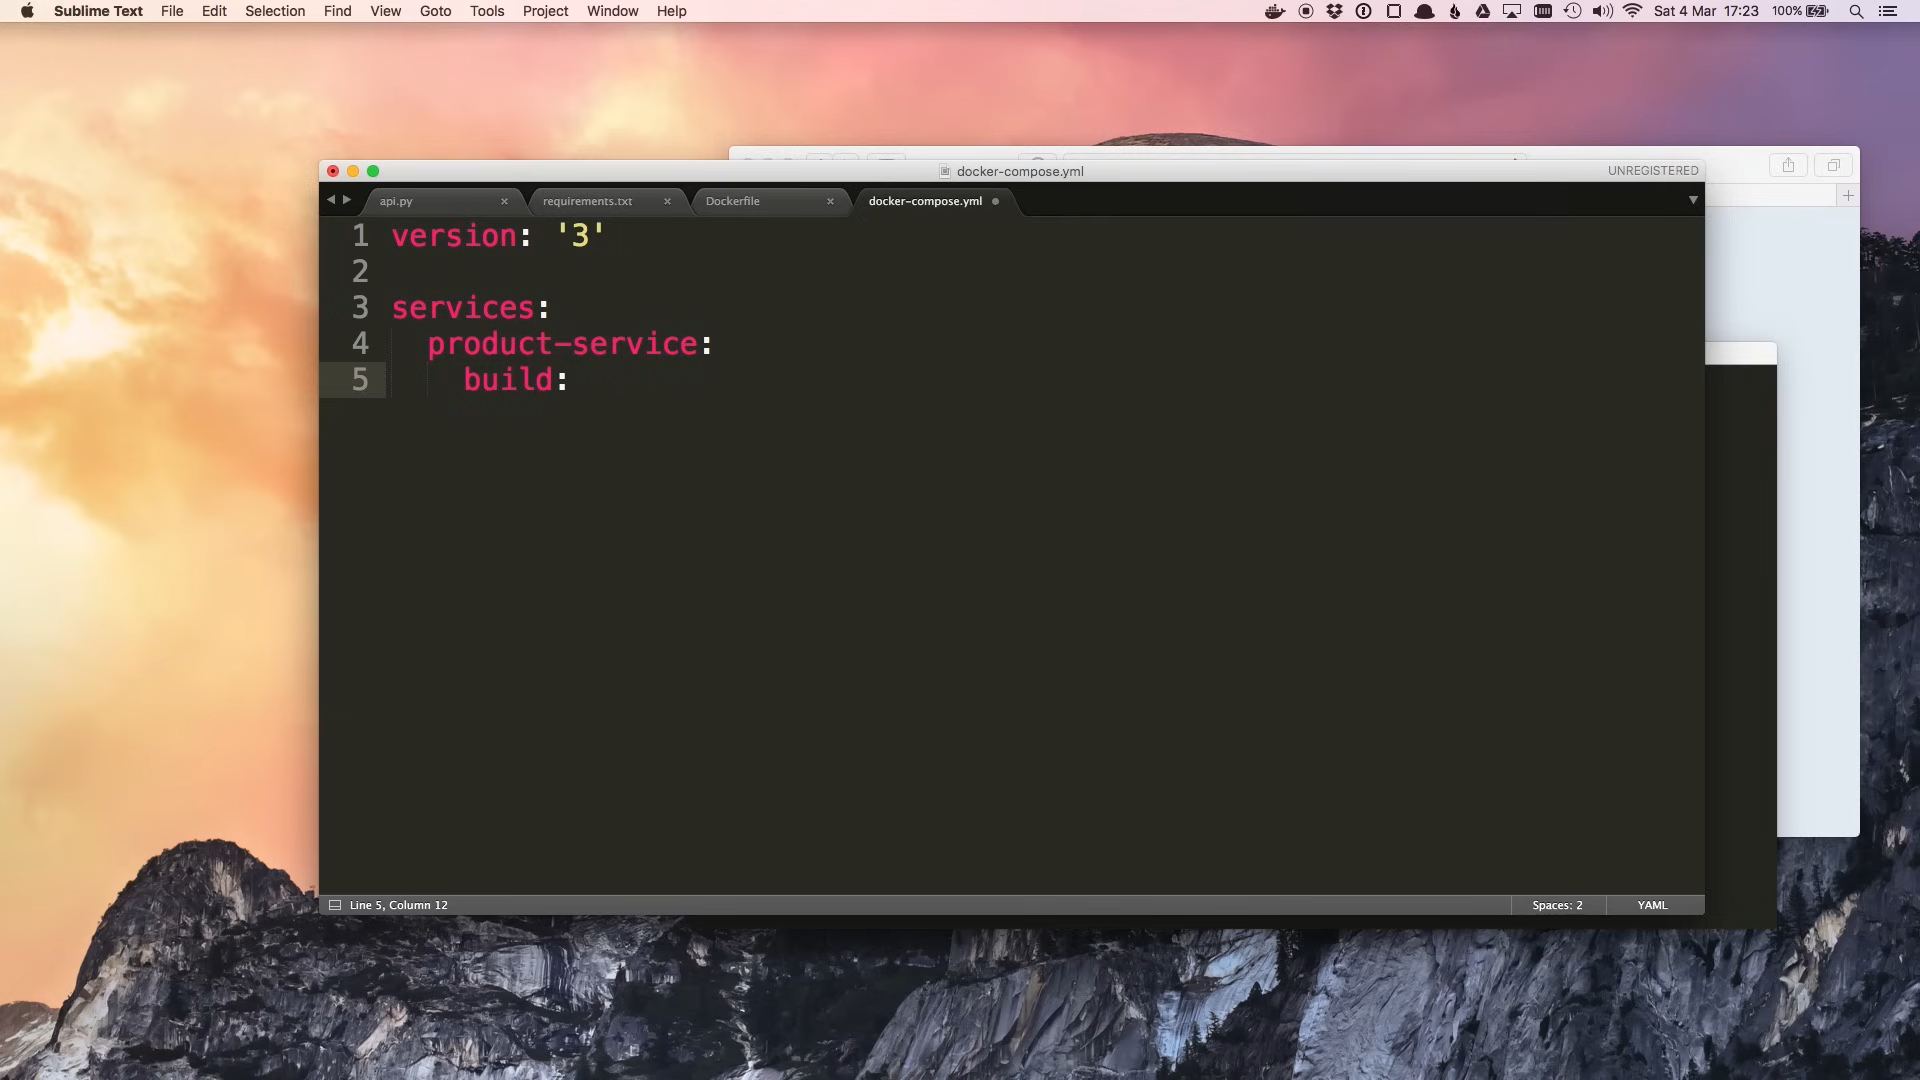 Sublime Text File Edit Selection Find View Goto Tools Project Window Help Sat 4 Mar 17:23 100%
docker-compose.yml UNREGISTERED
api.py requirements.txt Dockerfile docker-compose.yml
1 version: '3'
2
3 services:
4 product-service:
5 build:
Line 5, Column 12 Spaces: 2 YAML